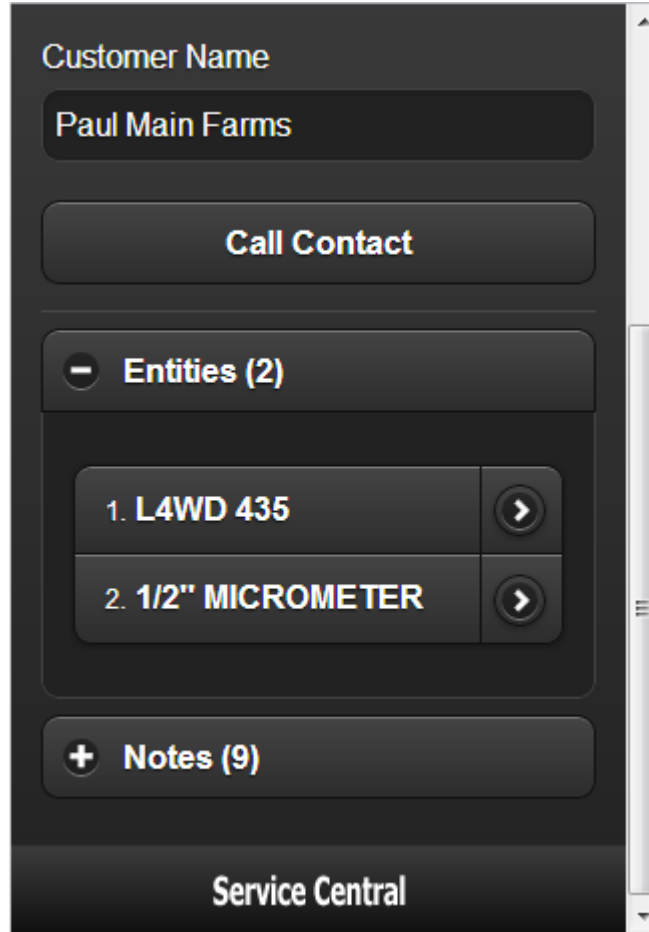 Customer Name
Paul Main Farms
Call Contact
Entities (2)
1. L4WD 435
2. 1/2" MICROMETER
Notes (9)
Service Central